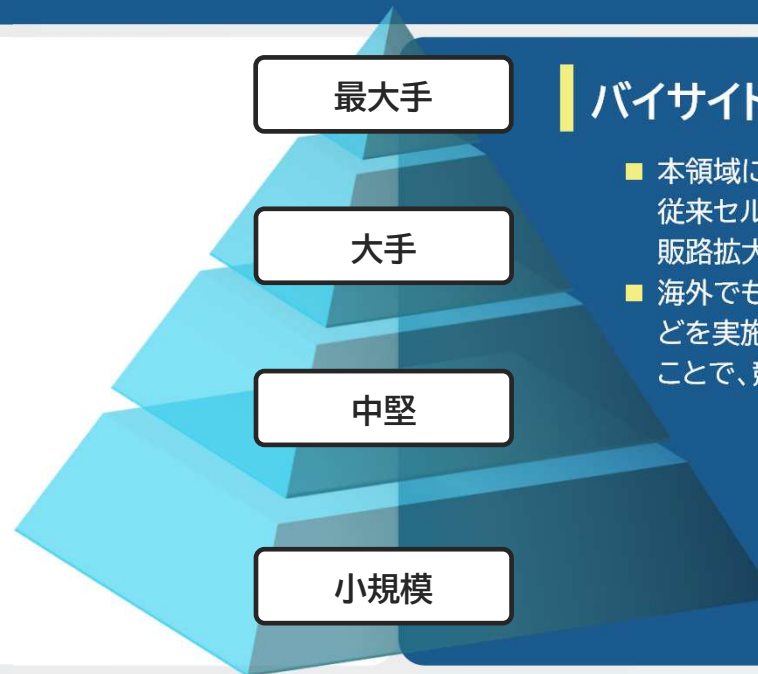 最大手
大手
中堅
小規模
バイサイト
■ 本領域に
従来セル
販路拡大
■ 海外でも
どを実施
ことで、